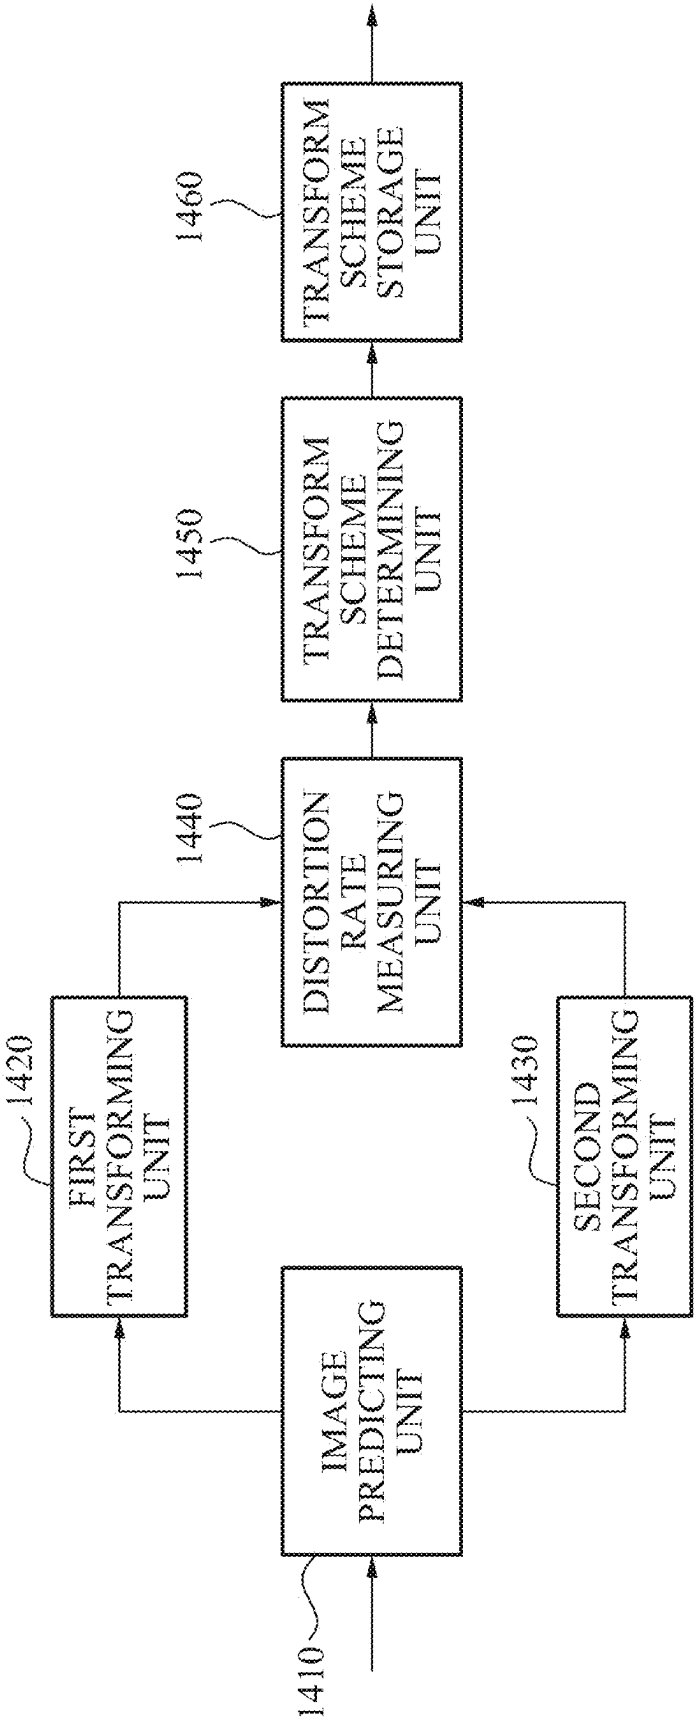 1410
IMAGE
PREDICTING
UNIT
1420
FIRST
TRANSFORMING
UNIT
1430
SECOND
TRANSFORMING
UNIT
1440
DISTORTION
RATE
MEASURING
UNIT
1450
TRANSFORM
SCHEME
DETERMINING
UNIT
1460
TRANSFORM
SCHEME
STORAGE
UNIT